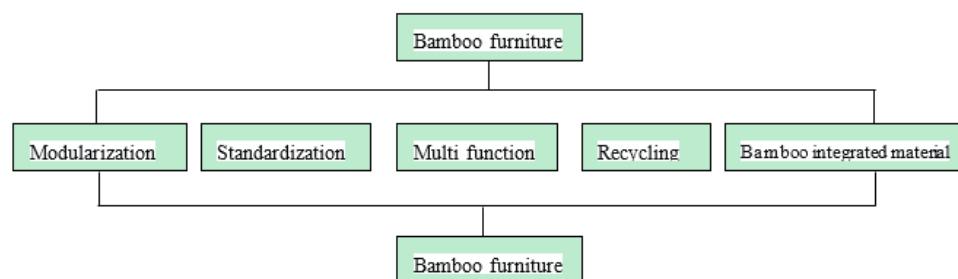 Bamboo furniture
Modularization
Standardization
Multi function
Recycling
Bamboo integrated material
Bamboo furniture